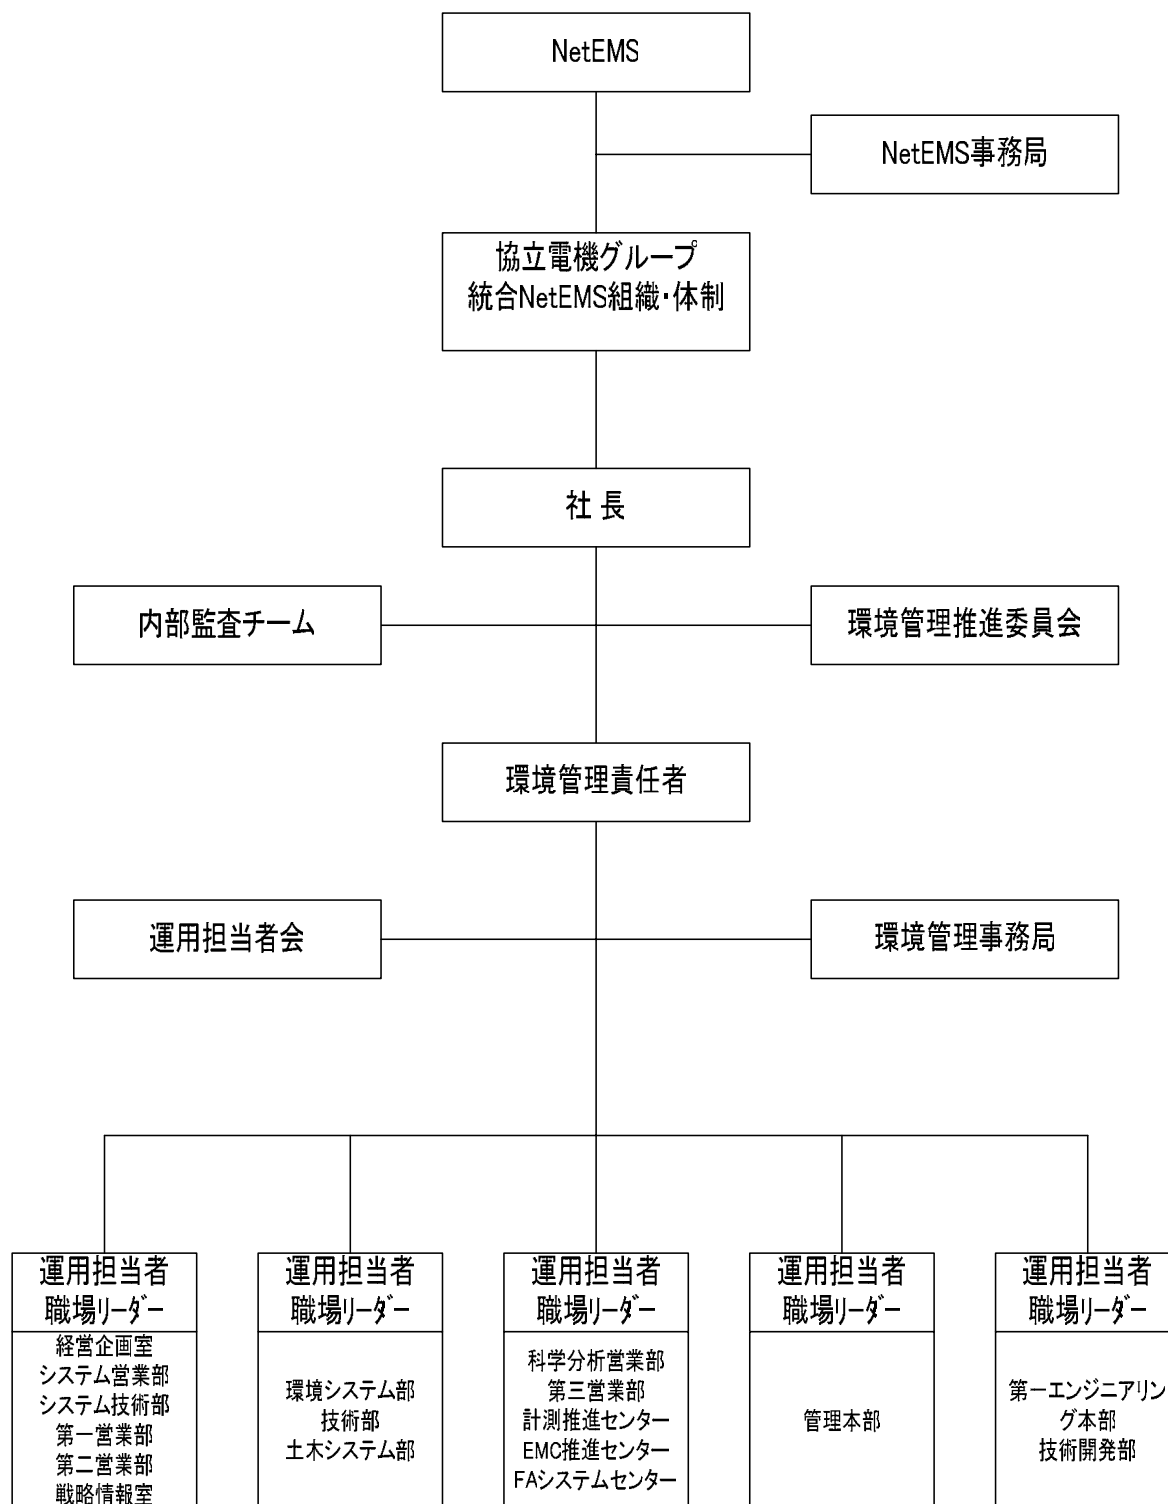 NetEMS
NetEMS事務局
協立電機グループ
統合NetEMS組織・体制
社 長
内部監査チーム
環境管理推進委員会
環境管理責任者
運用担当者会
環境管理事務局
運用担当者
職場リーダー
経営企画室
システム営業部
システム技術部
第一営業部
第二営業部
戦略情報室
運用担当者
職場リーダー
環境システム部
技術部
土木システム部
運用担当者
職場リーダー
科学分析営業部
第三営業部
計測推進センター
EMC推進センター
FAシステムセンター
運用担当者
職場リーダー
管理本部
運用担当者
職場リーダー
第一エンジニアリン
グ本部
技術開発部